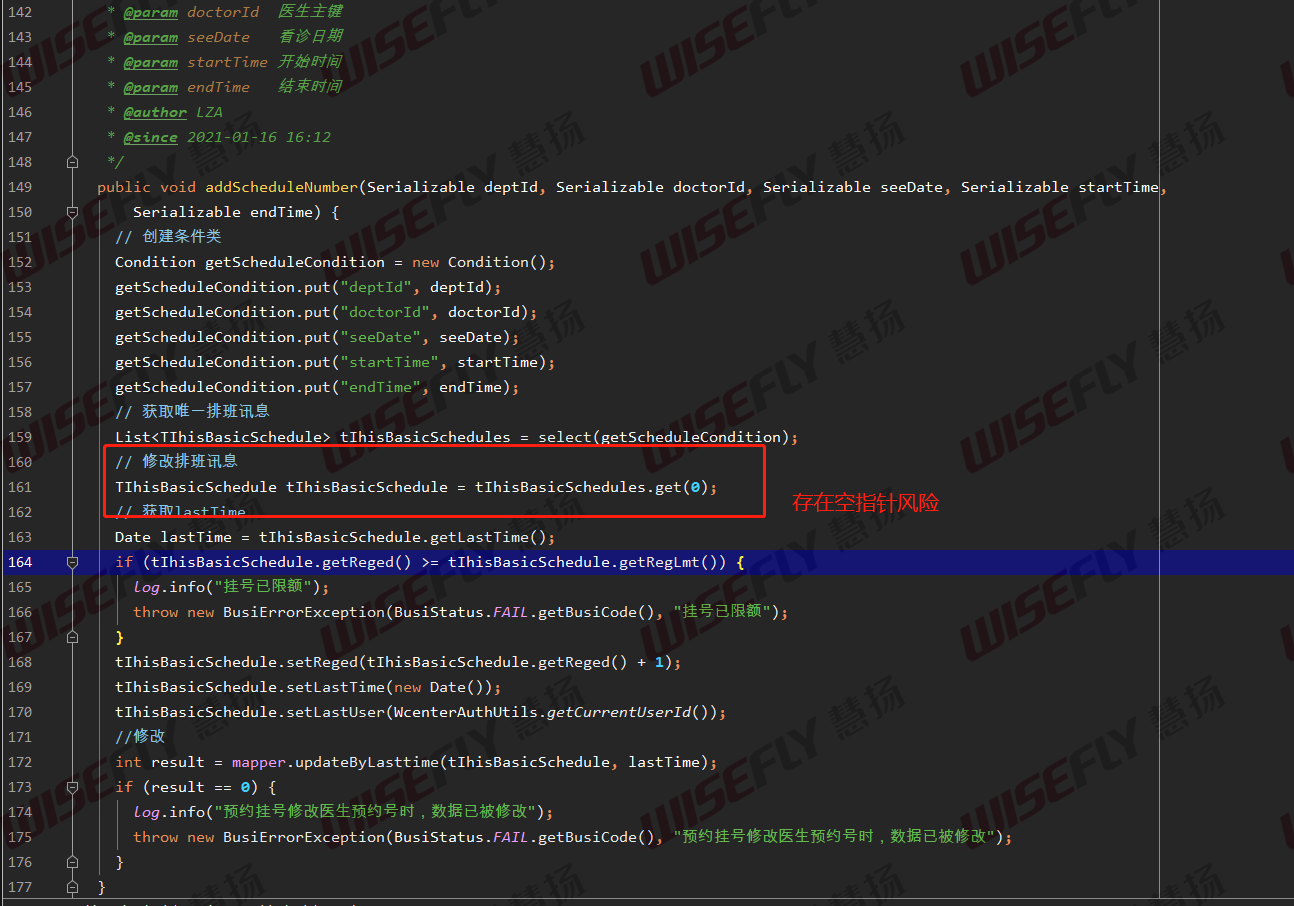 142 * @param doctorId 医生主键
143 * @param seeDate 看诊日期
144 * @param startTime 开始时间
145 * @param endTime 结束时间
146 * @author LZA
147 * @since 2021-01-16 16:12
148 */
149 public void addScheduleNumber(Serializable deptId, Serializable doctorId, Serializable seeDate, Serializable startTime,
150 Serializable endTime) {
151 // 创建条件类
152 Condition getScheduleCondition = new Condition();
153 getScheduleCondition.put("deptId", deptId);
154 getScheduleCondition.put("doctorId", doctorId);
155 getScheduleCondition.put("seeDate", seeDate);
156 getScheduleCondition.put("startTime", startTime);
157 getScheduleCondition.put("endTime", endTime);
158 // 获取唯一排班讯息
159 List<TIhisBasicSchedule> tIhisBasicSchedules = select(getScheduleCondition);
160 // 修改排班讯息
161 TIhisBasicSchedule tIhisBasicSchedule = tIhisBasicSchedules.get(0);
存在空指针风险
162 // 获取lastTime
163 Date lastTime = tIhisBasicSchedule.getLastTime();
164 if (tIhisBasicSchedule.getReged() >= tIhisBasicSchedule.getRegLmt()) {
165 log.info("挂号已限额");
166 throw new BusiErrorException(BusiStatus.FAIL.getBusiCode(), "挂号已限额");
167 }
168 tIhisBasicSchedule.setReged(tIhisBasicSchedule.getReged() + 1);
169 tIhisBasicSchedule.setLastTime(new Date());
170 tIhisBasicSchedule.setLastUser(WcenterAuthUtils.getCurrentUserId());
171 //修改
172 int result = mapper.updateByLasttime(tIhisBasicSchedule, lastTime);
173 if (result == 0) {
174 log.info("预约挂号修改医生预约号时，数据已被修改");
175 throw new BusiErrorException(BusiStatus.FAIL.getBusiCode(), "预约挂号修改医生预约号时，数据已被修改");
176 }
177 }
WISEFLY 慧扬